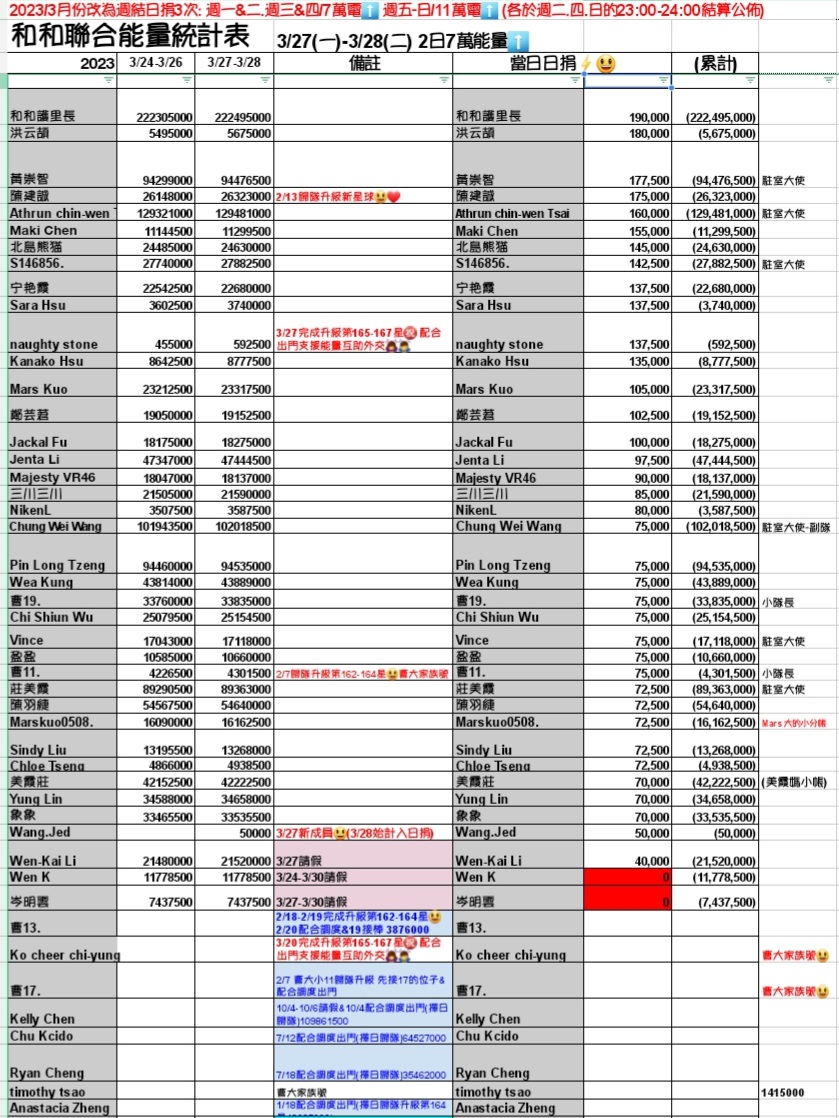 2023/3月份改為週結日捐3次: 週一&二.週三&四/7萬電⬆️ 週五-日/11萬電⬆️ (各於週二.四.日的23:00-24:00結算公佈)
和和聯合能量統計表 3/27(一)-3/28(二) 2日7萬能量⬆️
2023 3/24-3/26 3/27-3/28 備註 當日日捐⚡😃 (累計)
和和護里長 222305000 222495000 和和護里長 190,000 (222,495,000)
洪云頡 5495000 5675000 洪云頡 180,000 (5,675,000)
黃崇智 94299000 94476500 黃崇智 177,500 (94,476,500) 駐室大使
陳建誠 26148000 26323000 2/13歸隊升級新星球😃❤️ 陳建誠 175,000 (26,323,000)
Athrun chin-wen 129321000 129481000 Athrun chin-wen Tsai 160,000 (129,481,000) 駐室大使
Maki Chen 11144500 11299500 Maki Chen 155,000 (11,299,500)
北島熊猫 24485000 24630000 北島熊猫 145,000 (24,630,000)
S146856. 27740000 27882500 S146856. 142,500 (27,882,500) 駐室大使
宁艳霞 22542500 22680000 宁艳霞 137,500 (22,680,000)
Sara Hsu 3602500 3740000 Sara Hsu 137,500 (3,740,000)
3/27完成升級第165-167星㊗️ 配合
naughty stone 455000 592500 出門支援能量互助外交 naughty stone 137,500 (592,500)
Kanako Hsu 8642500 8777500 Kanako Hsu 135,000 (8,777,500)
Mars Kuo 23212500 23317500 Mars Kuo 105,000 (23,317,500)
鄭芸菈 19050000 19152500 鄭芸菈 102,500 (19,152,500)
Jackal Fu 18175000 18275000 Jackal Fu 100,000 (18,275,000)
Jenta Li 47347000 47444500 Jenta Li 97,500 (47,444,500)
Majesty VR46 18047000 18137000 Majesty VR46 90,000 (18,137,000)
三川三川 21505000 21590000 三川三川 85,000 (21,590,000)
NikenL 3507500 3587500 NikenL 80,000 (3,587,500)
Chung Wei Wang 101943500 102018500 Chung Wei Wang 75,000 (102,018,500) 駐室大使-副隊
Pin Long Tzeng 94460000 94535000 Pin Long Tzeng 75,000 (94,535,000)
Wea Kung 43814000 43889000 Wea Kung 75,000 (43,889,000)
曹19. 33760000 33835000 曹19. 75,000 (33,835,000) 小隊長
Chi Shiun Wu 25079500 25154500 Chi Shiun Wu 75,000 (25,154,500)
Vince 17043000 17118000 Vince 75,000 (17,118,000) 駐室大使
盈盈 10585000 10660000 盈盈 75,000 (10,660,000)
曹11. 4226500 4301500 2/7歸隊升級第162-164星😃曹大家族號 曹11. 75,000 (4,301,500) 小隊長
莊美霞 89290500 89363000 莊美霞 72,500 (89,363,000) 駐室大使
陳羽緁 54567500 54640000 陳羽緁 72,500 (54,640,000)
Marskuo0508. 16090000 16162500 Marskuo0508. 72,500 (16,162,500) Mars大的小分帳
Sindy Liu 13195500 13268000 Sindy Liu 72,500 (13,268,000)
Chloe Tseng 4866000 4938500 Chloe Tseng 72,500 (4,938,500)
美霞莊 42152500 42222500 美霞莊 70,000 (42,222,500) (美霞媽小帳)
Yung Lin 34588000 34658000 Yung Lin 70,000 (34,658,000)
象象 33465500 33535500 象象 70,000 (33,535,500)
Wang.Jed 50000 3/27新成員😃(3/28始計入日捐) Wang.Jed 50,000 (50,000)
Wen-Kai Li 21480000 21520000 3/27請假 Wen-Kai Li 40,000 (21,520,000)
Wen K 11778500 11778500 3/24-3/30請假 Wen K 0 (11,778,500)
岑明雲 7437500 7437500 3/27-3/30請假 岑明雲 0 (7,437,500)
2/18-2/19完成升級第162-164星😃
曹13. 2/20配合調度&19接棒 3876000 曹13.
3/20完成升級第165-167星㊗️ 配合
Ko cheer chi-yung 出門支援能量互助外交 Ko cheer chi-yung 曹大家族號😃
2/7 曹大小11歸隊升級 先接17的位子&
曹17. 配合調度出門 曹17. 曹大家族號😃
10/4-10/6請假&10/4配合調度出門(擇日
Kelly Chen 歸隊)109861500 Kelly Chen
Chu Kcido 7/12配合調度出門(擇日歸隊)64527000 Chu Kcido
Ryan Chen 7/18配合調度出門(擇日歸隊)35462000 Ryan Chen
timothy tsao 曹大家族號 timothy tsao 1415000
Anastacia Zheng 1/18配合調度出門(擇日歸隊升級第164 Anastacia Zheng